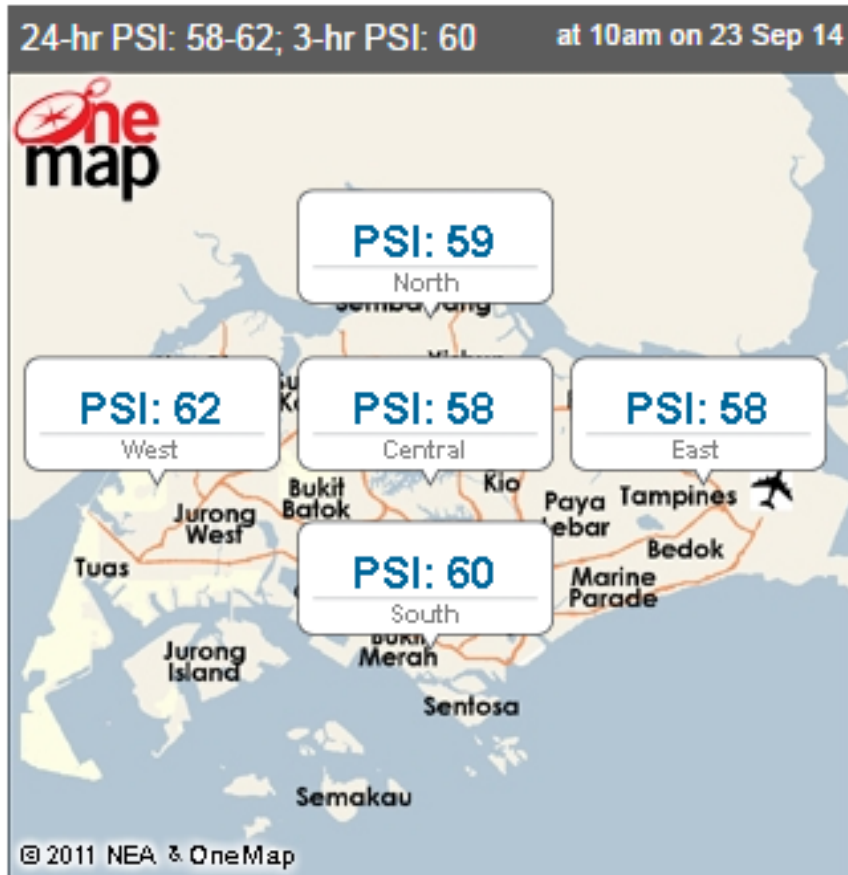 24-hr PSI: 58-62; 3-hr PSI: 60 at 10am on 23 Sep 14
One
map
PSI: 59
North
PSI: 62
West
PSI: 58
Central
PSI: 58
East
Kio
Bukit
Batok
Jurong
West
Paya
Tampines
Bedok
Tuas
Marine
Parade
PSI: 60
South
Merah
Jurong
Island
Sentosa
Semakau
© 2011 NEA & OneMap